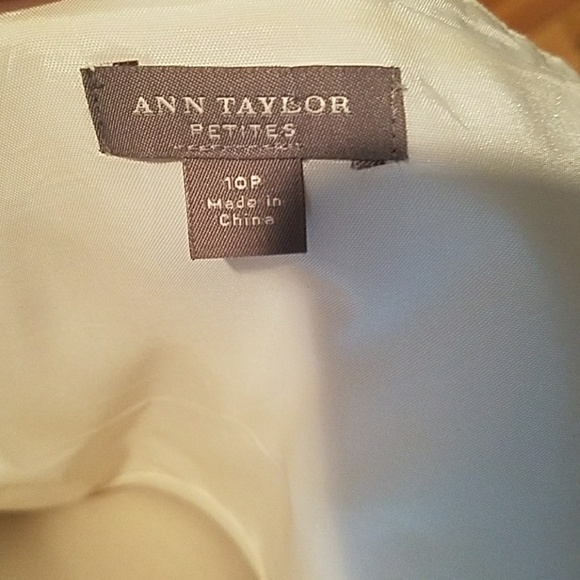 ANN TAYLOR
PETITES
10P
Made in
China